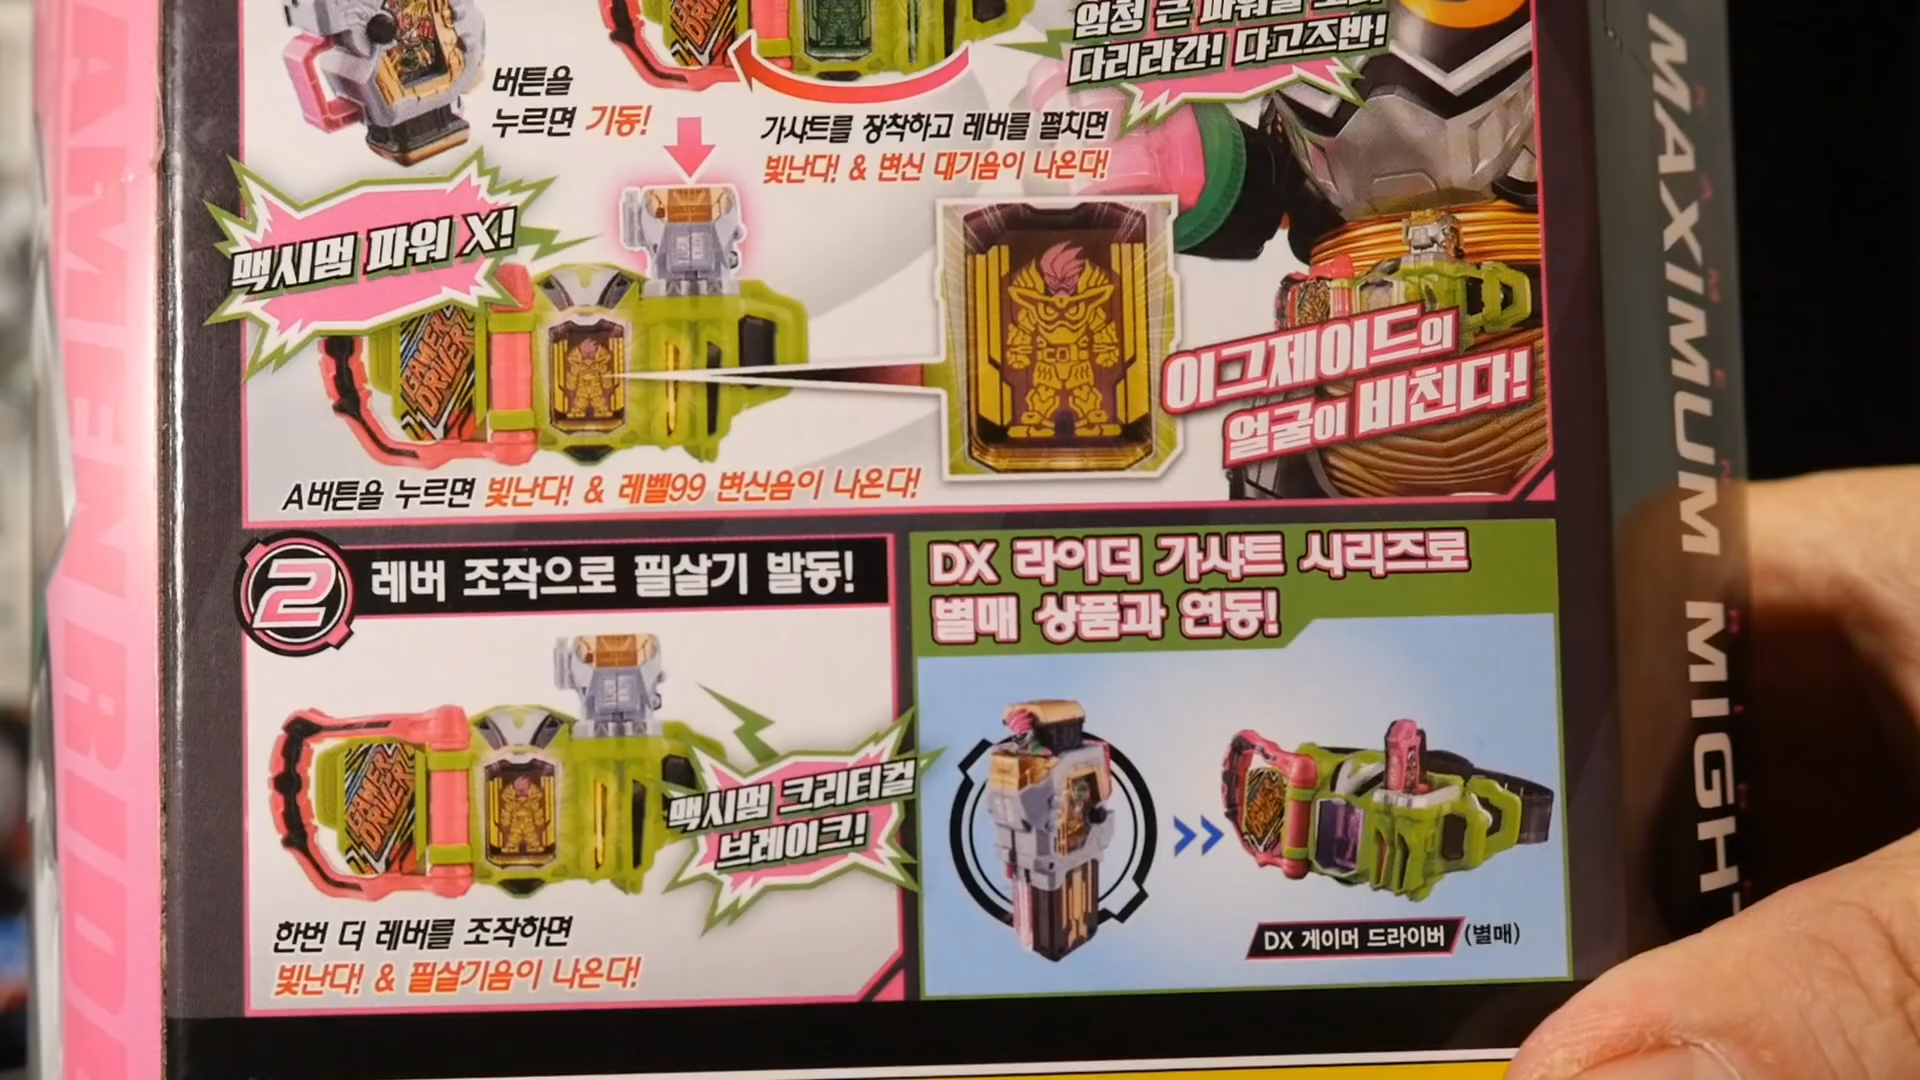 다리라간! 다고즈반!
버튼을
누르면 기동!
가샤트를 장착하고 레버를 펼치면
빛난다! & 변신 대기음이 나온다!
맥시멈 파워 X!
GAMER
DRIVER
이그제이드의
얼굴이 비친다!
A버튼을 누르면 빛난다! & 레벨99 변신음이 나온다!
2 레버 조작으로 필살기 발동!
GAMER
DRIVER
맥시멈 크리티컬
브레이크!
한번 더 레버를 조작하면
빛난다! & 필살기음이 나온다!
DX 라이더 가샤트 시리즈로
별매 상품과 연동!
GAMER
DRIVER
DX 게이머 드라이버 (별매)
MAXIMUM MIGHT